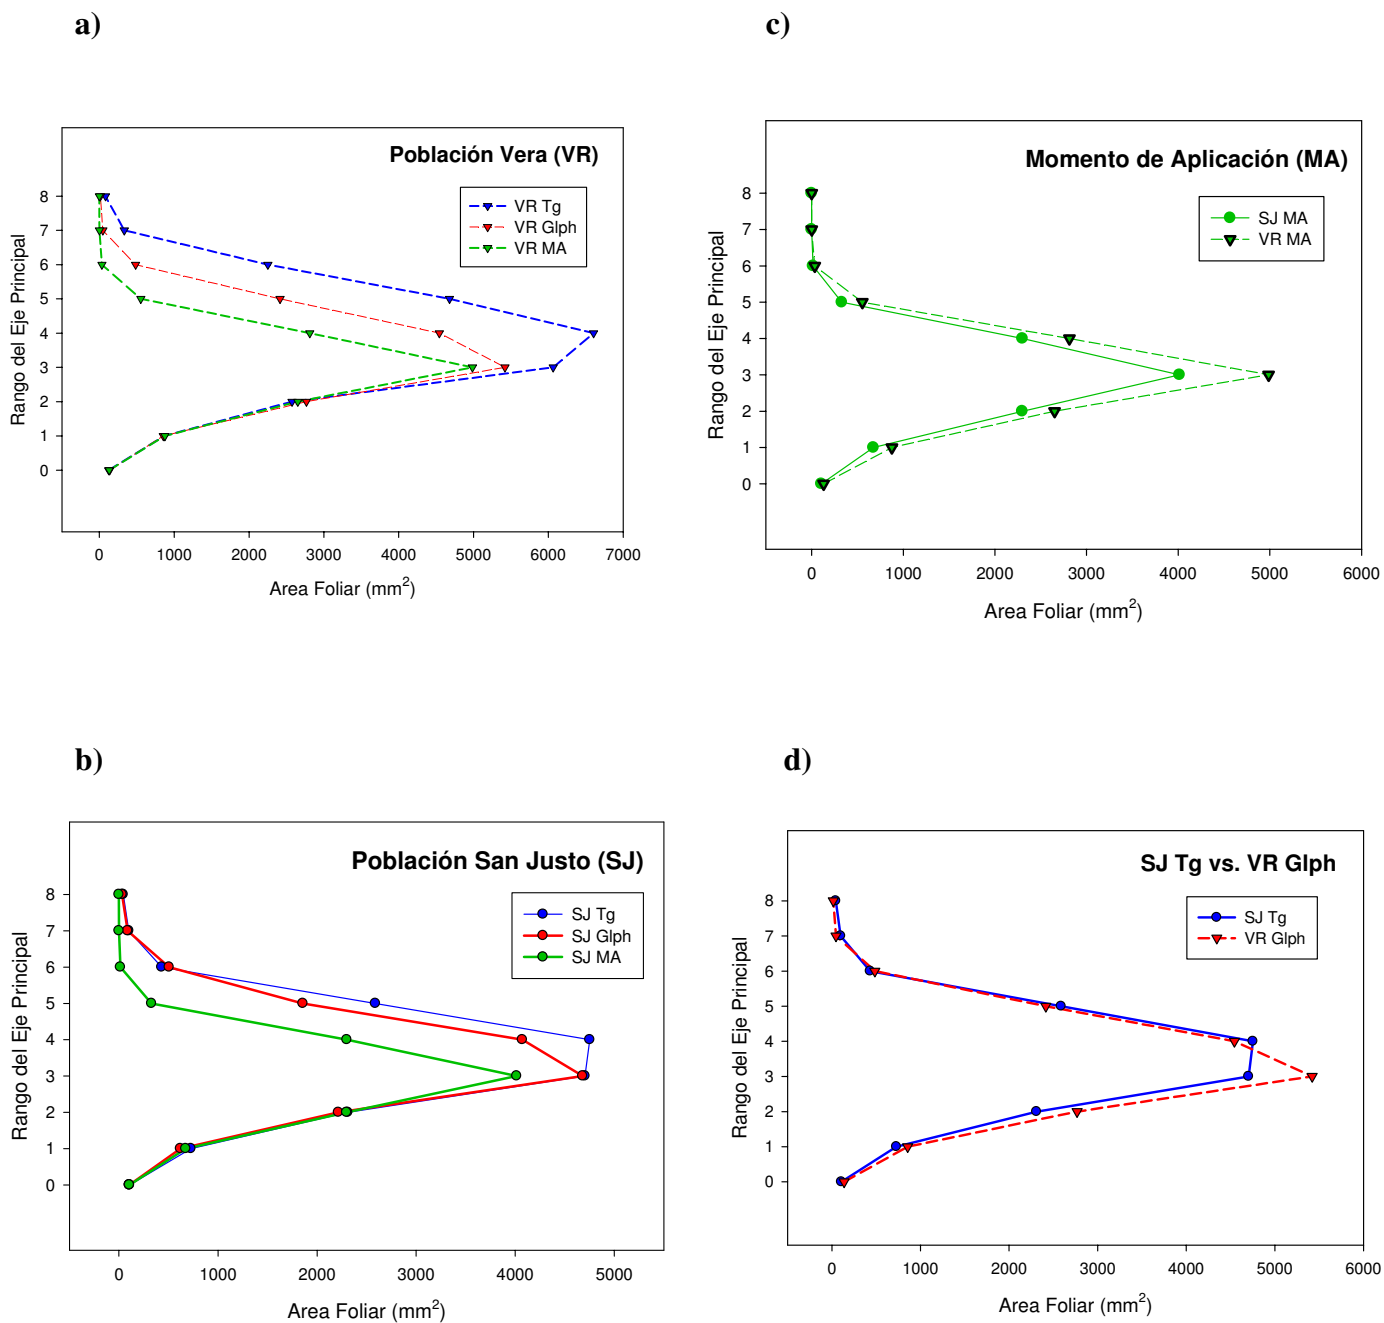 a)
Población Vera (VR)
VR Tg
VR Glph
VR MA
Rango del Eje Principal
8
7
6
5
4
3
2
1
0
0 1000 2000 3000 4000 5000 6000 7000
Area Foliar (mm²)
c)
Momento de Aplicación (MA)
SJ MA
VR MA
Rango del Eje Principal
8
7
6
5
4
3
2
1
0
0 1000 2000 3000 4000 5000 6000
Area Foliar (mm²)
b)
Población San Justo (SJ)
SJ Tg
SJ Glph
SJ MA
Rango del Eje Principal
8
7
6
5
4
3
2
1
0
0 1000 2000 3000 4000 5000
Area Foliar (mm²)
d)
SJ Tg vs. VR Glph
SJ Tg
VR Glph
Rango del Eje Principal
8
7
6
5
4
3
2
1
0
0 1000 2000 3000 4000 5000 6000
Area Foliar (mm²)